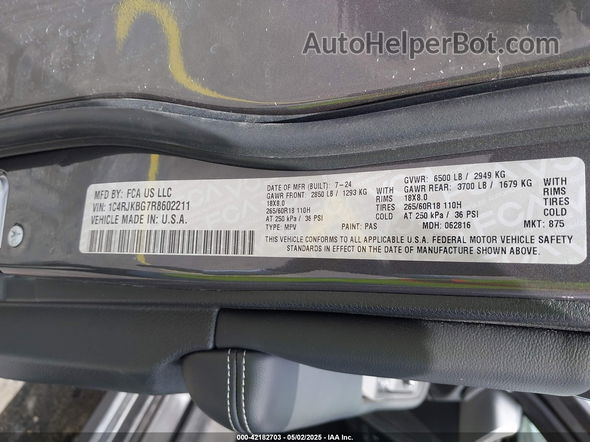 AutoHelperBot.com
MFD BY: FCA US LLC
VIN: 1C4RJKBG7R8602211
VEHICLE MADE IN U.S.A.
DATE OF MFR (BUILT): 7-24
GVWR: 6500 LB / 2949 KG
GAWR FRONT: 2850 LB / 1293 KG WITH
18X8.0 RIMS
265/60R18 110H TIRES
AT 250 kPa / 36 PSI COLD
GAWR REAR: 3700 LB / 1679 KG WITH
18X8.0 RIMS
265/60R18 110H TIRES
AT 250 kPa / 36 PSI COLD
TYPE: MPV PAINT: PAS MDH: 062816 MKT: 875
THIS VEHICLE CONFORMS TO ALL APPLICABLE U.S.A. FEDERAL MOTOR VEHICLE SAFETY
STANDARDS IN EFFECT ON THE DATE OF MANUFACTURE SHOWN ABOVE.
000-42182703 - 05/02/2025 - IAA, Inc.